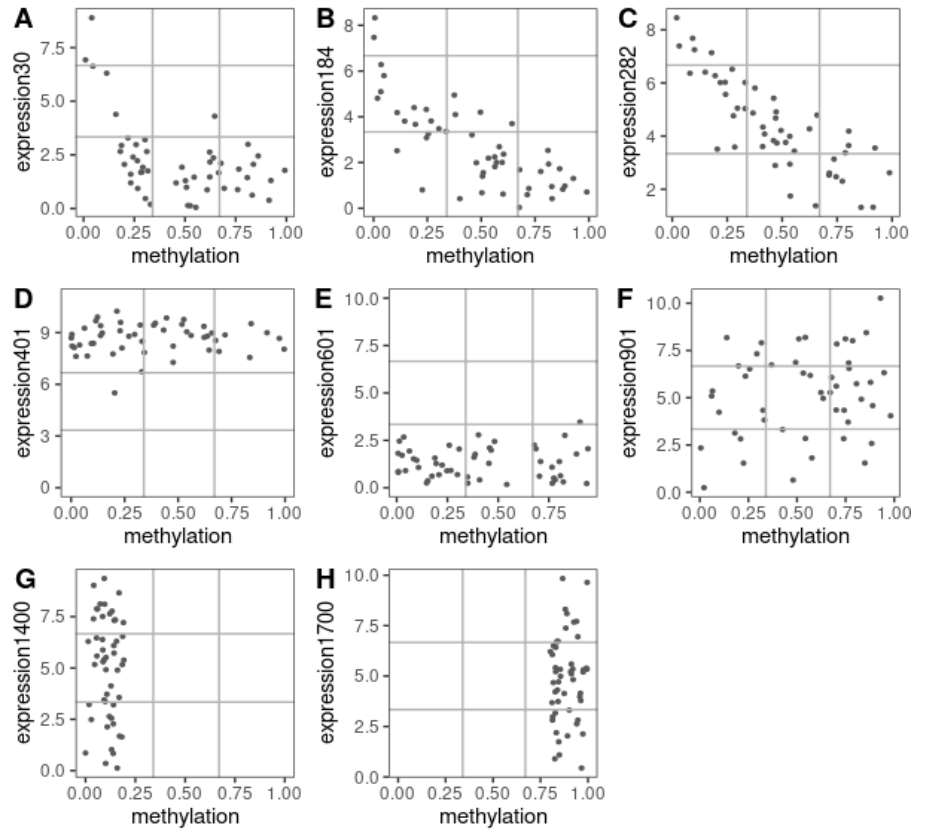 A
expression30
7.5
5.0
2.5
0.0
0.00 0.25 0.50 0.75 1.00
methylation
B
expression184
8
6
4
2
0
0.00 0.25 0.50 0.75 1.00
methylation
C
expression282
8
6
4
2
0.00 0.25 0.50 0.75 1.00
methylation
D
expression401
9
6
3
0
0.00 0.25 0.50 0.75 1.00
methylation
E
expression601
10.0
7.5
5.0
2.5
0.0
0.00 0.25 0.50 0.75
methylation
F
expression901
10.0
7.5
5.0
2.5
0.0
0.00 0.25 0.50 0.75 1.00
methylation
G
expression1400
7.5
5.0
2.5
0.0
0.00 0.25 0.50 0.75 1.00
methylation
H
expression1700
10.0
7.5
5.0
2.5
0.0
0.00 0.25 0.50 0.75 1.00
methylation